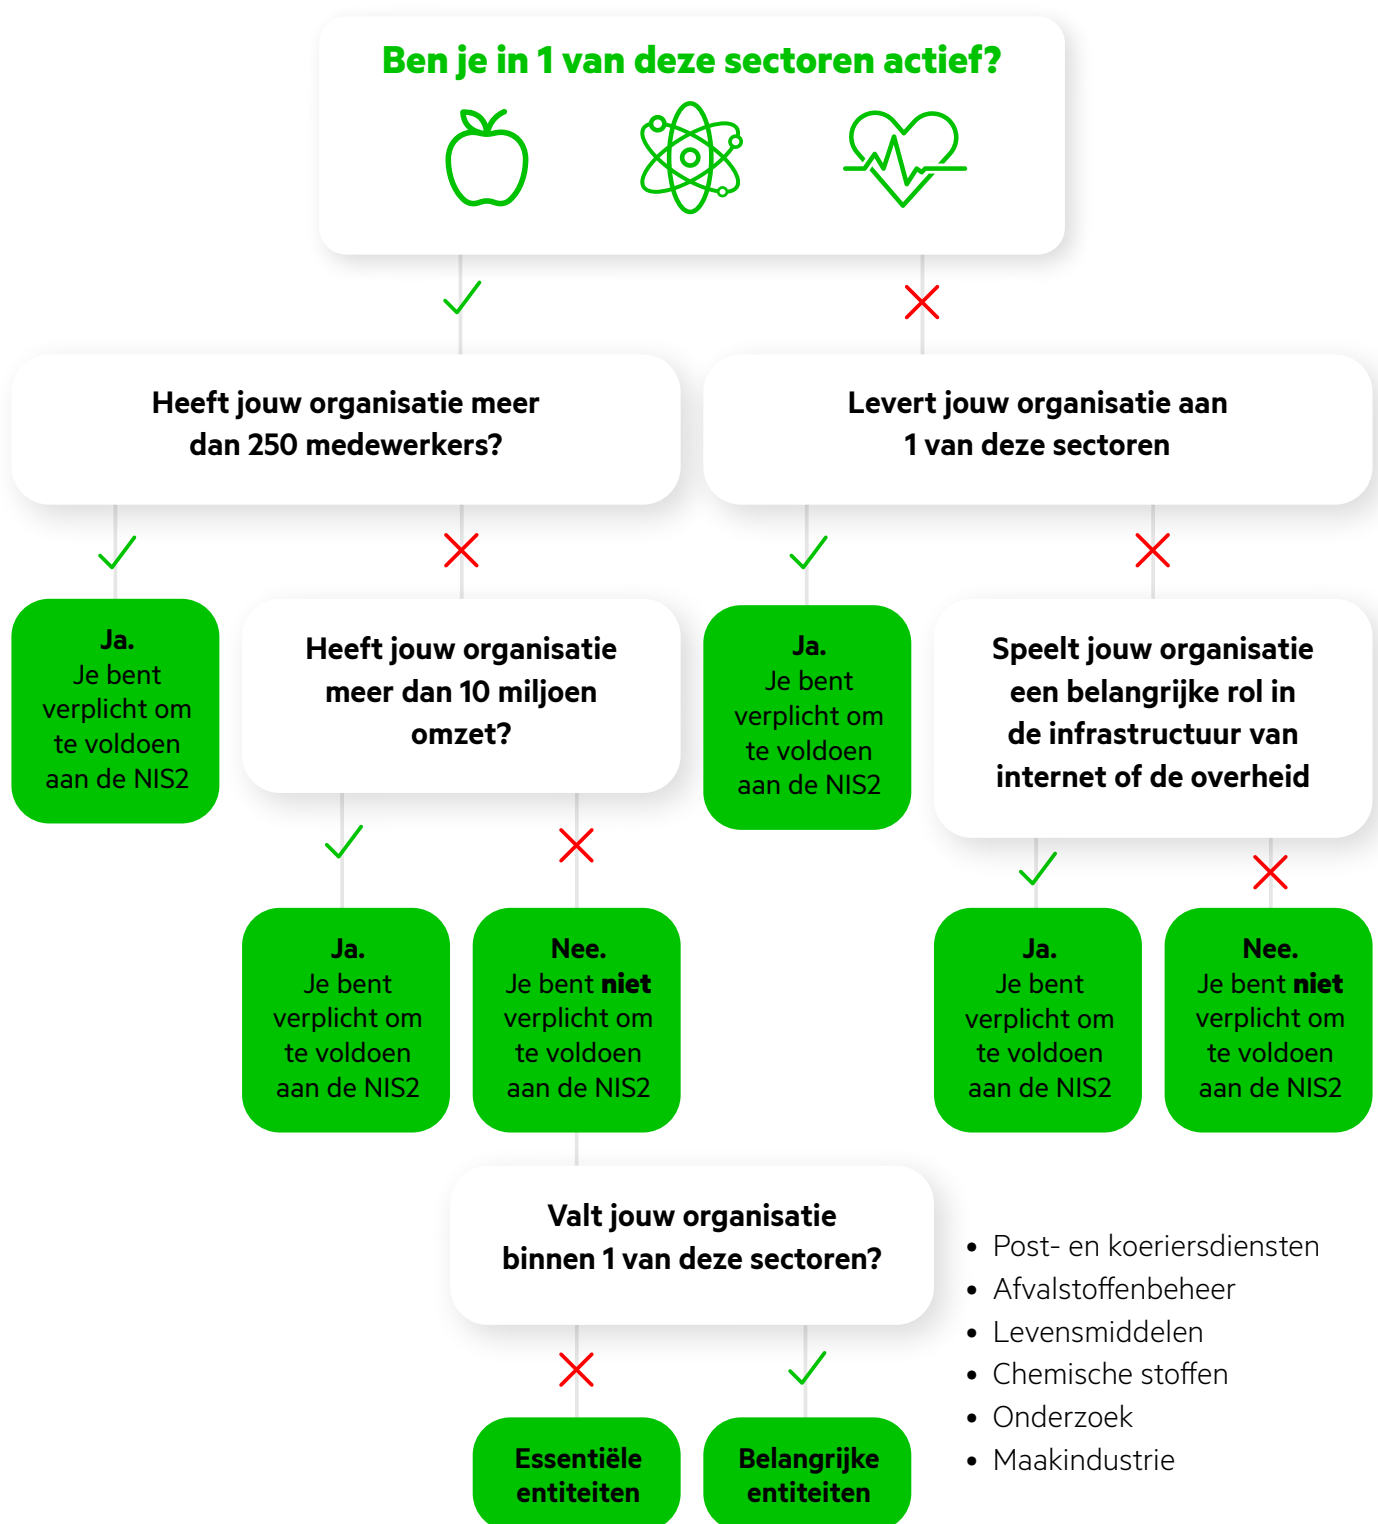 Ben je in 1 van deze sectoren actief?
Heeft jouw organisatie meer
dan 250 medewerkers?
Levert jouw organisatie aan
1 van deze sectoren
Ja.
Je bent
verplicht om
te voldoen
aan de NIS2
Heeft jouw organisatie
meer dan 10 miljoen
omzet?
Ja.
Je bent
verplicht om
te voldoen
aan de NIS2
Speelt jouw organisatie
een belangrijke rol in
de infrastructuur van
internet of de overheid
Ja.
Je bent
verplicht om
te voldoen
aan de NIS2
Nee.
Je bent niet
verplicht om
te voldoen
aan de NIS2
Ja.
Je bent
verplicht om
te voldoen
aan de NIS2
Nee.
Je bent niet
verplicht om
te voldoen
aan de NIS2
Valt jouw organisatie
binnen 1 van deze sectoren?
• Post- en koeriersdiensten
• Afvalstoffenbeheer
• Levensmiddelen
• Chemische stoffen
• Onderzoek
• Maakindustrie
Essentiële
entiteiten
Belangrijke
entiteiten